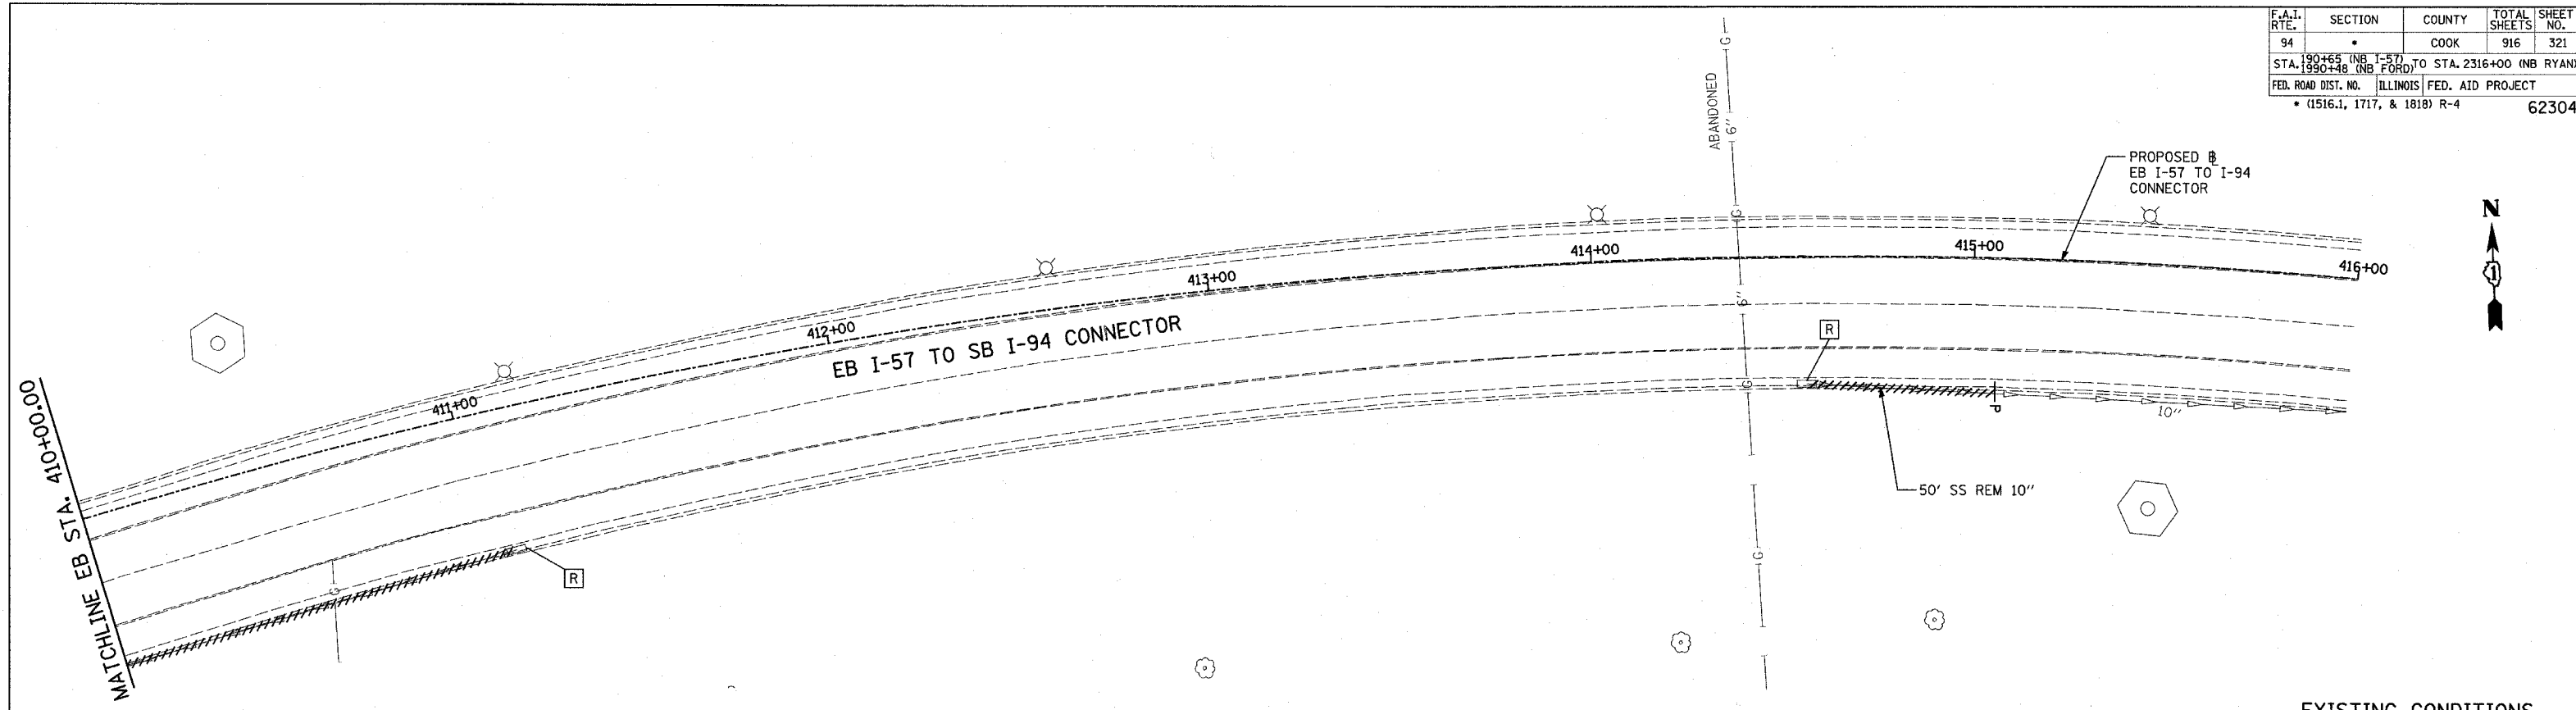 F.A.I. RTE. SECTION COUNTY TOTAL SHEETS SHEET NO.
94 * COOK 916 321
STA. 190+65 (NB I-57) 1990+48 (NB FORD) TO STA. 2316+00 (NB RYAN)
FED. ROAD DIST. NO. ILLINOIS FED. AID PROJECT
* (1516.1, 1717, & 1818) R-4 62304
G
ABANDONED
6"
PROPOSED ℄
EB I-57 TO I-94
CONNECTOR
N
1
G
415+00
414+00
416+00
413+00
6"
412+00
EB I-57 TO SB I-94 CONNECTOR
R
411+00
G
10"
P
MATCHLINE EB STA. 410+00.00
50' SS REM 10"
G
R
G
EXISTING CONDITIONS